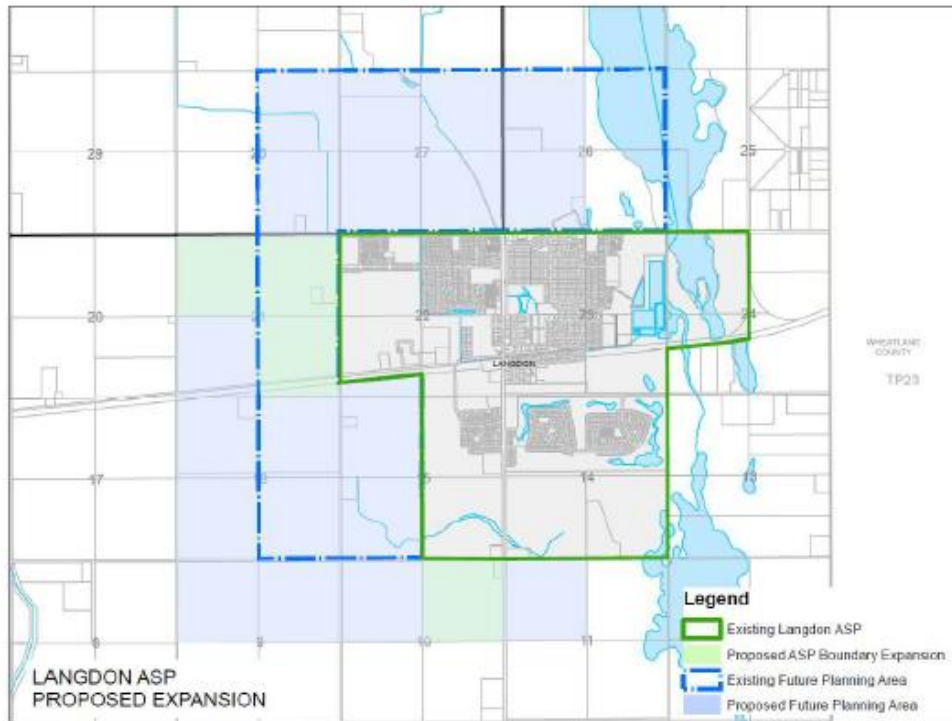 29
27
26
25
20
22
23
24
LANGDON
WHEATLAND
COUNTY
TP23
17
15
14
13
9
10
11
LANGDON ASP
PROPOSED EXPANSION
Legend
Existing Langdon ASP
Proposed ASP Boundary Expansion
Existing Future Planning Area
Proposed Future Planning Area